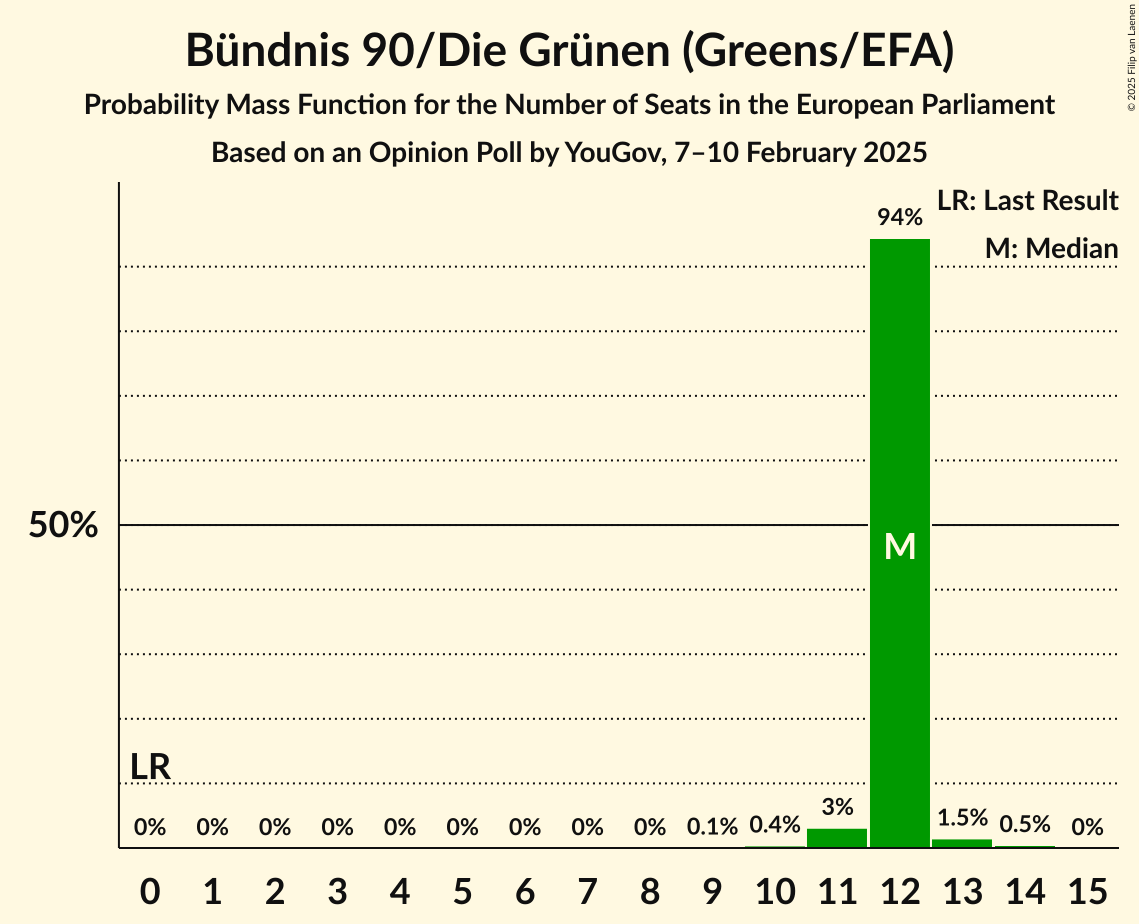 Bündnis 90/Die Grünen (Greens/EFA)
Probability Mass Function for the Number of Seats in the European Parliament
Based on an Opinion Poll by YouGov, 7–10 February 2025
© 2025 Filip van Laenen
LR: Last Result
M: Median
94%
50%
M
LR
0% 0% 0% 0% 0% 0% 0% 0% 0% 0.1% 0.4% 3% 1.5% 0.5% 0%
0 1 2 3 4 5 6 7 8 9 10 11 12 13 14 15